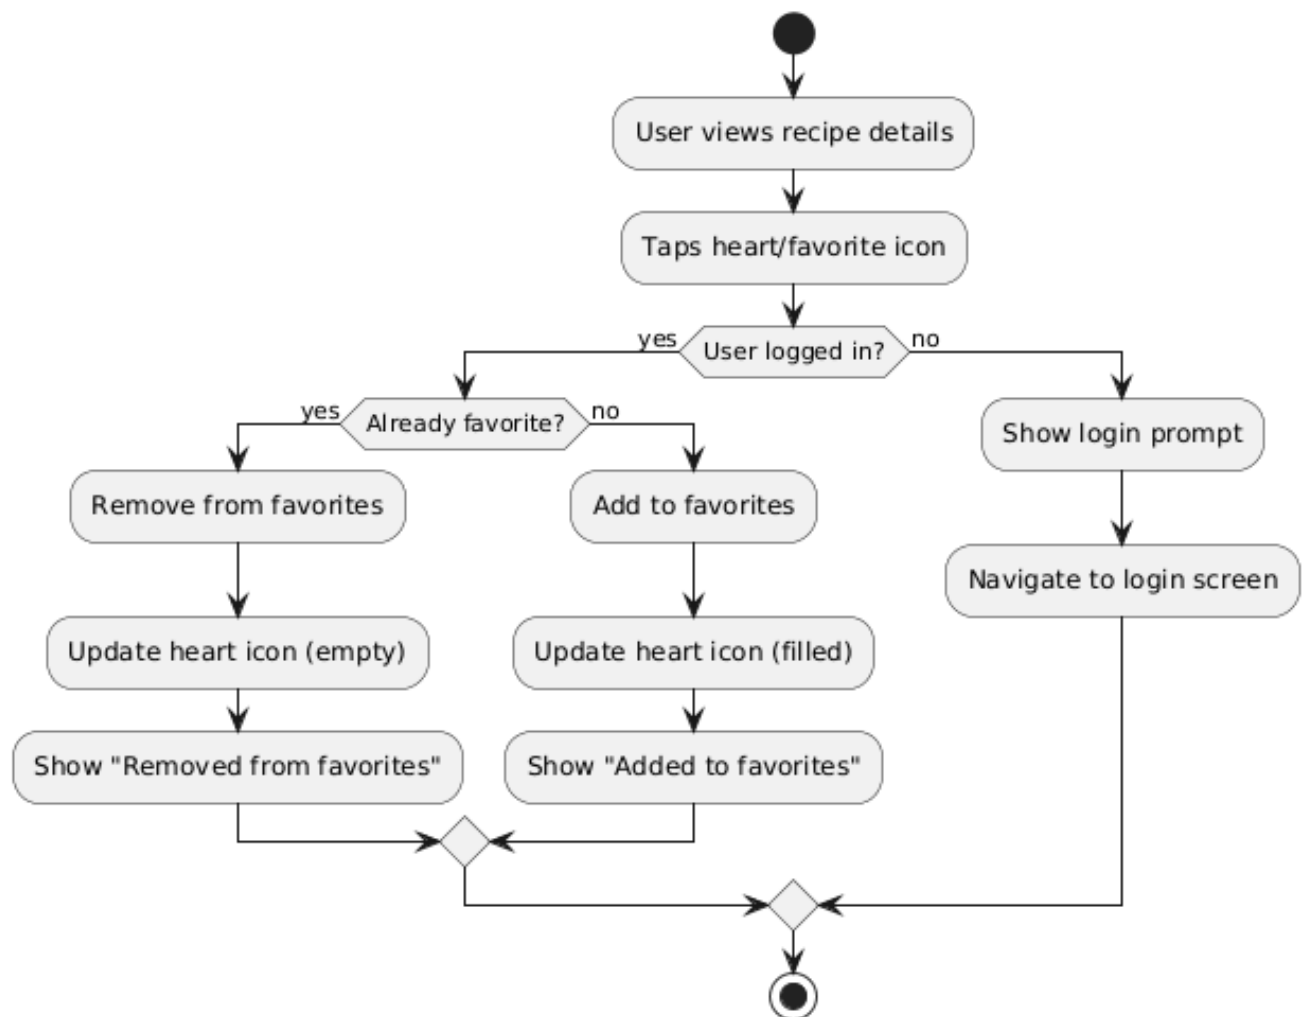 User views recipe details
Taps heart/favorite icon
yes
User logged in?
no
yes
Already favorite?
no
Show login prompt
Remove from favorites
Add to favorites
Navigate to login screen
Update heart icon (empty)
Update heart icon (filled)
Show "Removed from favorites"
Show "Added to favorites"